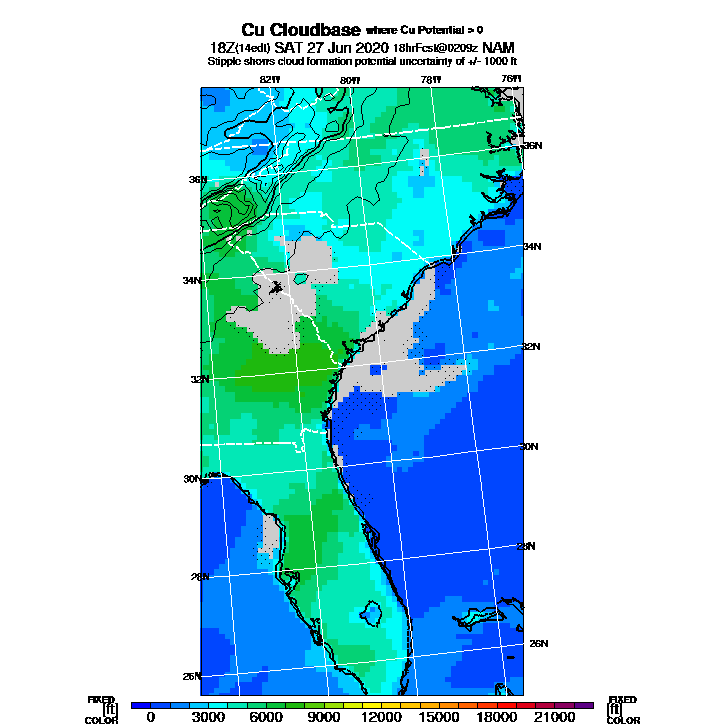 Cu Cloudbase where Cu Potential > 0
18Z(14edt) SAT 27 Jun 2020 18hrFcst@0209z NAM
Stipple shows cloud formation potential uncertainty of +/- 1000 ft
82W 80W 78W 76W
36N
36N
34N
34N
32N
32N
30N
30N
28N
28N
26N
26N
FIXED FIXED
[ft] 0 3000 6000 9000 12000 15000 18000 21000 [ft]
COLOR COLOR